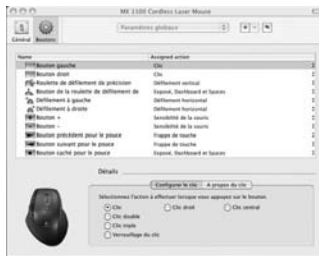 MX 1100 Cordless Laser Mouse
Général Boutons
Paramètres globaux
Name Assigned action
Bouton gauche Clic
Bouton droit Clic
Roulette de défilement de précision Défilement vertical
Bouton de la roulette de défilement de Exposé, Dashboard et Spaces
Défilement à gauche Défilement horizontal
Défilement à droite Défilement horizontal
Bouton + Sensibilité de la souris
Bouton – Sensibilité de la souris
Bouton précédent pour le pouce Frappe de touche
Bouton suivant pour le pouce Frappe de touche
Bouton caché pour le pouce Exposé, Dashboard et Spaces
Détails
Configurer le clic A propos du clic
Sélectionnez l'action à effectuer lorsque vous appuyez sur le bouton.
Clic Clic droit Clic central
Clic double
Clic triple
Verrouillage du clic